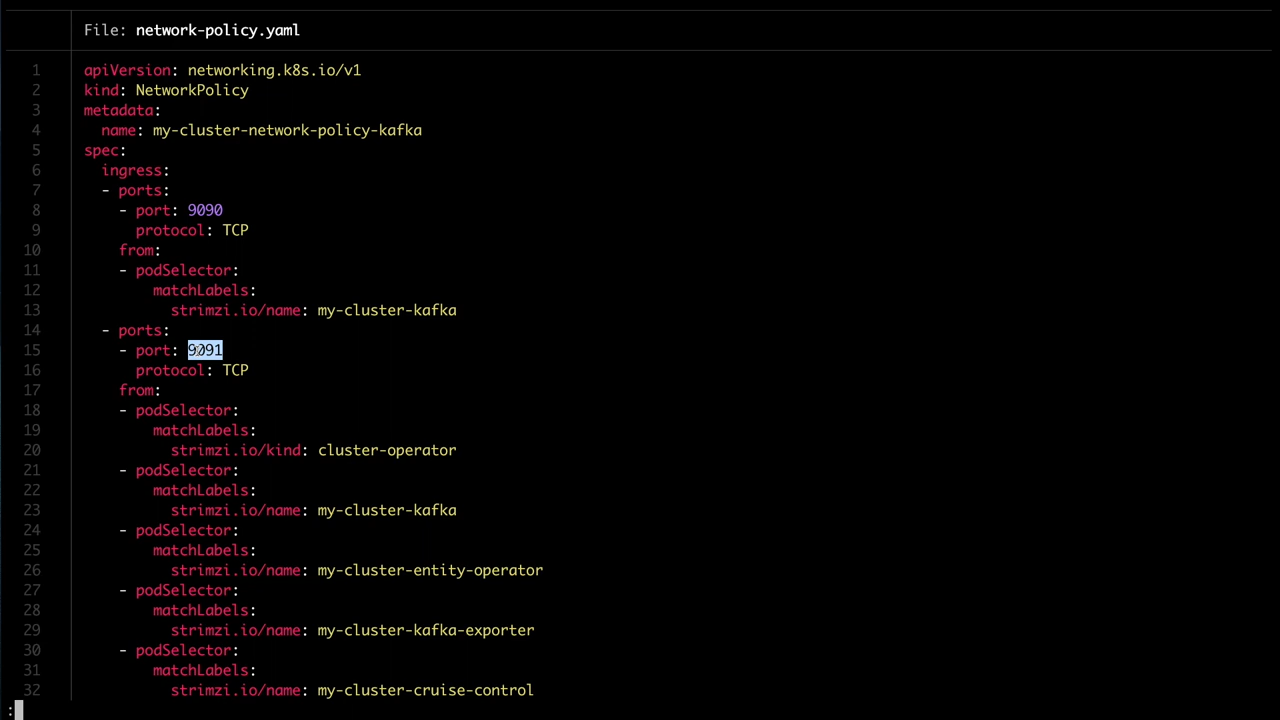 File: network-policy.yaml
1 apiVersion: networking.k8s.io/v1
2 kind: NetworkPolicy
3 metadata:
4   name: my-cluster-network-policy-kafka
5 spec:
6   ingress:
7   - ports:
8     - port: 9090
9       protocol: TCP
10     from:
11     - podSelector:
12         matchLabels:
13           strimzi.io/name: my-cluster-kafka
14   - ports:
15     - port: 9091
16       protocol: TCP
17     from:
18     - podSelector:
19         matchLabels:
20           strimzi.io/kind: cluster-operator
21     - podSelector:
22         matchLabels:
23           strimzi.io/name: my-cluster-kafka
24     - podSelector:
25         matchLabels:
26           strimzi.io/name: my-cluster-entity-operator
27     - podSelector:
28         matchLabels:
29           strimzi.io/name: my-cluster-kafka-exporter
30     - podSelector:
31         matchLabels:
32           strimzi.io/name: my-cluster-cruise-control
: